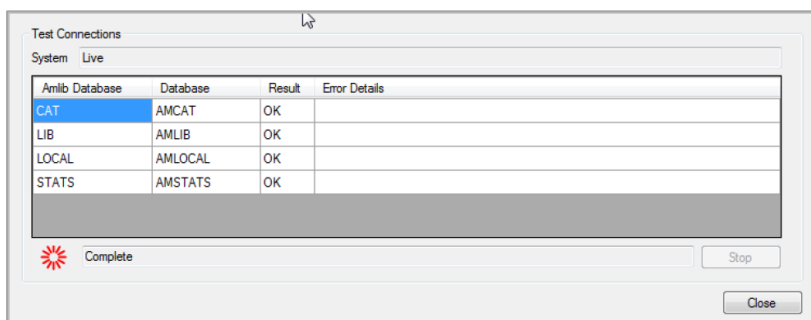 Test Connections
System Live
Amlib Database Database Result Error Details
CAT AMCAT OK
LIB AMLIB OK
LOCAL AMLOCAL OK
STATS AMSTATS OK
Complete Stop
Close